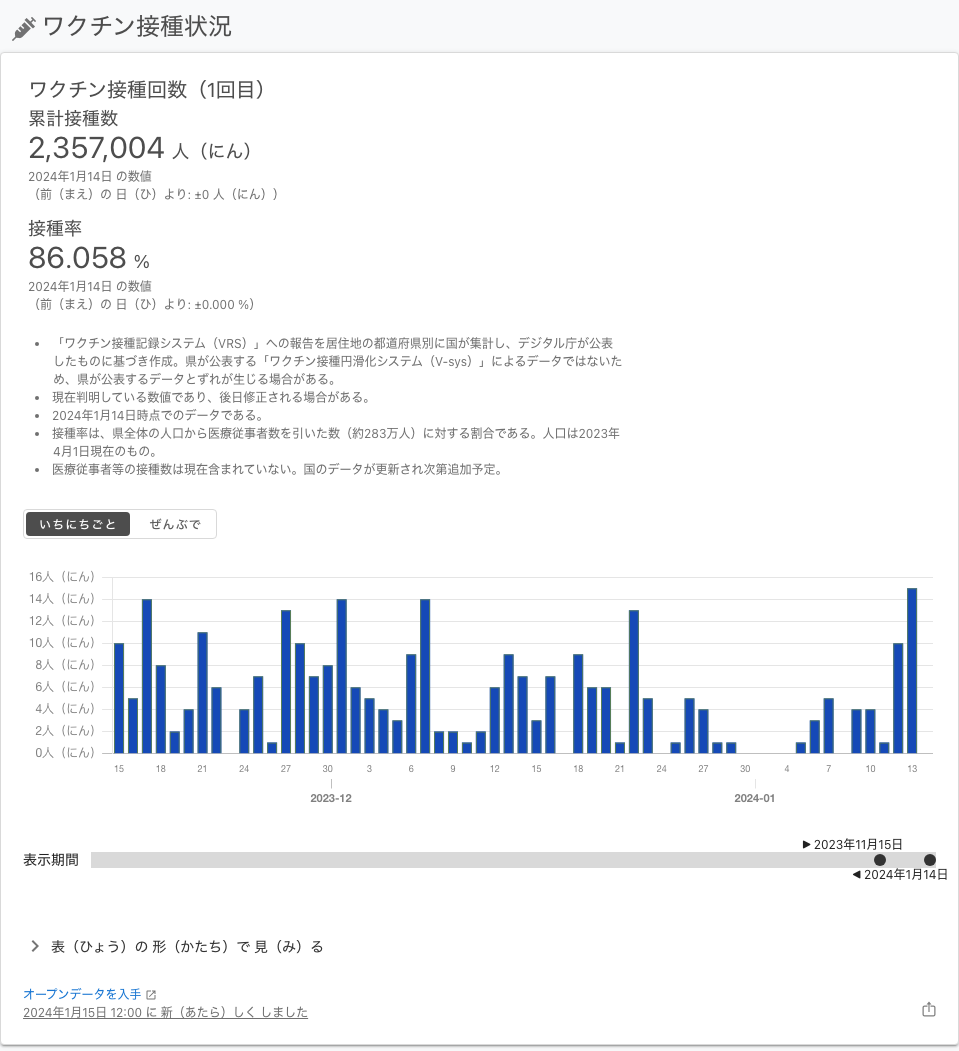 ワクチン接種状況
ワクチン接種回数（1回目）
累計接種数
2,357,004 人（にん）
2024年1月14日 の数値
（前（まえ）の 日（ひ）より: ±0 人（にん））
接種率
86.058 %
2024年1月14日 の数値
（前（まえ）の 日（ひ）より: ±0.000 %）
「ワクチン接種記録システム（VRS）」への報告を居住地の都道府県別に国が集計し、デジタル庁が公表
したものに基づき作成。県が公表する「ワクチン接種円滑化システム（V-sys）」によるデータではないた
め、県が公表するデータとずれが生じる場合がある。
現在判明している数値であり、後日修正される場合がある。
2024年1月14日時点でのデータである。
接種率は、県全体の人口から医療従事者数を引いた数（約283万人）に対する割合である。人口は2023年
4月1日現在のもの。
医療従事者等の接種数は現在含まれていない。国のデータが更新され次第追加予定。
いちにちごと ぜんぶで
16人（にん）
14人（にん）
12人（にん）
10人（にん）
8人（にん）
6人（にん）
4人（にん）
2人（にん）
0人（にん）
15 18 21 24 27 30 3 6 9 12 15 18 21 24 27 30 4 7 10 13
2023-12 2024-01
2023年11月15日
表示期間
2024年1月14日
表（ひょう）の 形（かたち）で 見（み）る
オープンデータを入手
2024年1月15日 12:00 に 新（あたら）しく しました